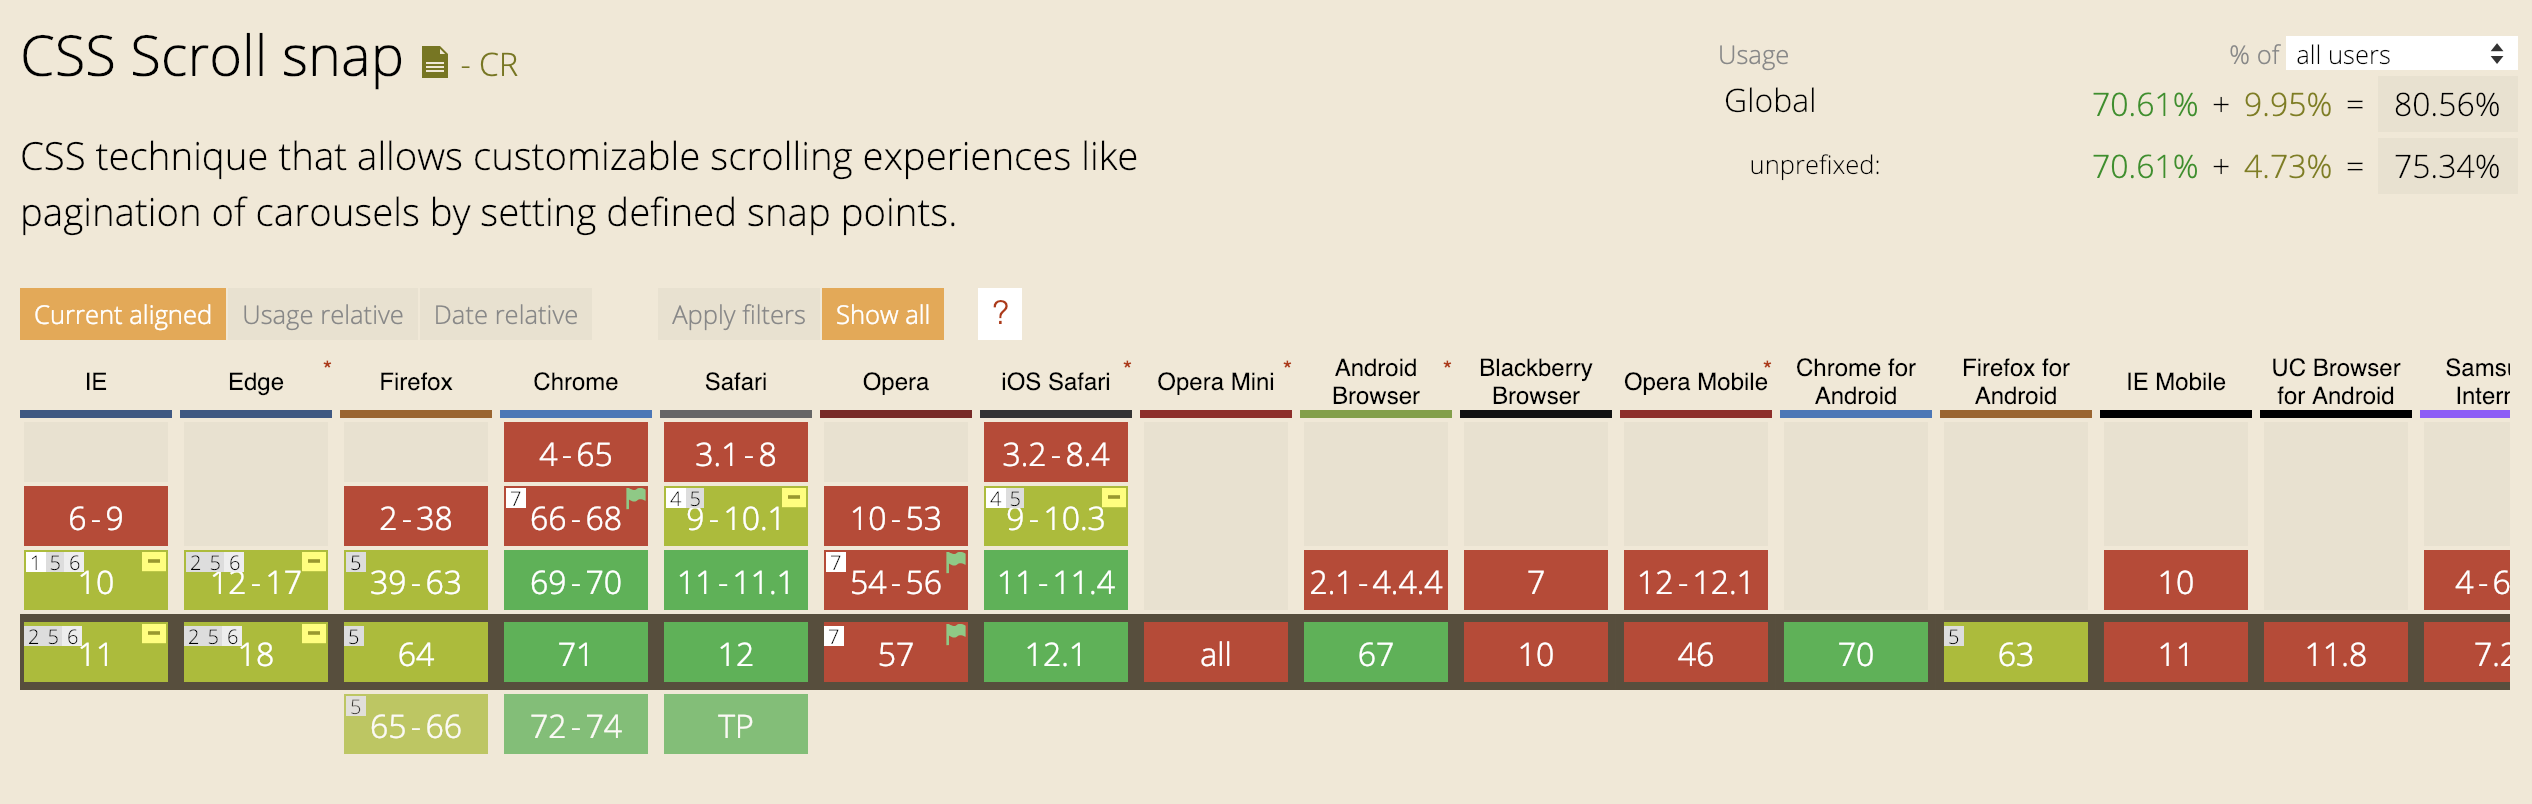 CSS Scroll snap - CR
Usage % of all users
Global 70.61% + 9.95% = 80.56%
unprefixed: 70.61% + 4.73% = 75.34%
CSS technique that allows customizable scrolling experiences like
pagination of carousels by setting defined snap points.
Current aligned Usage relative Date relative Apply filters Show all ?
IE Edge * Firefox Chrome Safari Opera iOS Safari * Opera Mini * Android Browser * Blackberry Browser Opera Mobile * Chrome for Android Firefox for Android IE Mobile UC Browser for Android Samsu Interr
4-65 3.1-8 3.2-8.4
6-9 2-38 7 66-68 4 5 9-10.1 10-53 4 5 9-10.3
1 5 6 10 2 5 6 12-17 5 39-63 69-70 11-11.1 7 54-56 11-11.4 2.1-4.4.4 7 12-12.1 10 4-6
2 5 6 11 2 5 6 18 5 64 71 12 7 57 12.1 all 67 10 46 70 5 63 11 11.8 7.2
5 65-66 72-74 TP